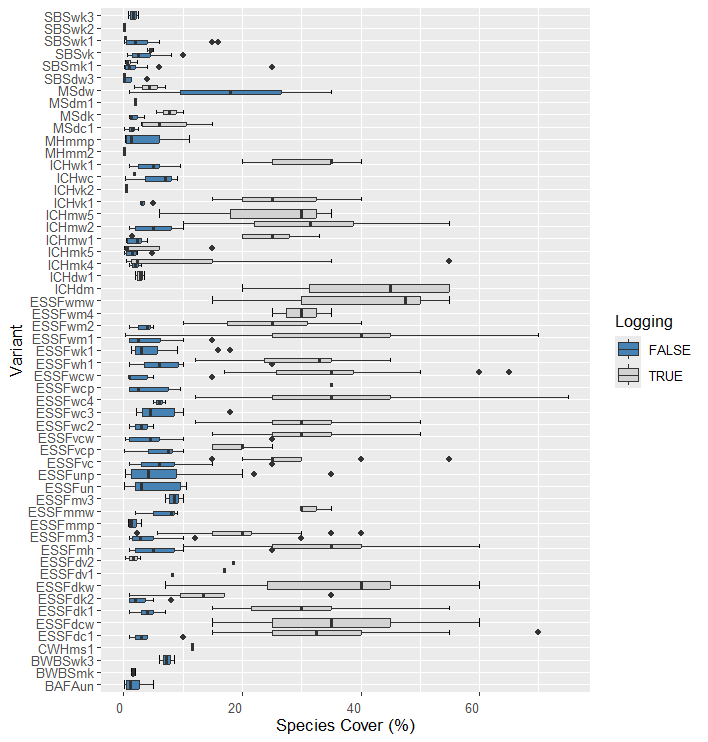 SBSwk3
SBSwk2
SBSwk1
SBSvk
SBSmk1
SBSdw3
MSdw
MSdm1
MSdk
MSdc1
MHmmp
MHmm2
ICHwk1
ICHwc
ICHvk2
ICHvk1
ICHmw5
ICHmw2
ICHmw1
ICHmk5
ICHmk4
ICHdw1
ICHdm
ESSFwmw
ESSFwm4
ESSFwm2
ESSFwm1
ESSFwk1
ESSFwh1
ESSFwcw
ESSFwcp
ESSFwc4
ESSFwc3
ESSFwc2
ESSFvcw
ESSFvcp
ESSFvc
ESSFunp
ESSFun
ESSFmv3
ESSFmmw
ESSFmmp
ESSFmm3
ESSFmh
ESSFdv2
ESSFdv1
ESSFdkw
ESSFdk2
ESSFdk1
ESSFdcw
ESSFdc1
CWHms1
BWBSwk3
BWBSmk
BAFAun
Variant
0 20 40 60
Species Cover (%)
Logging
FALSE
TRUE